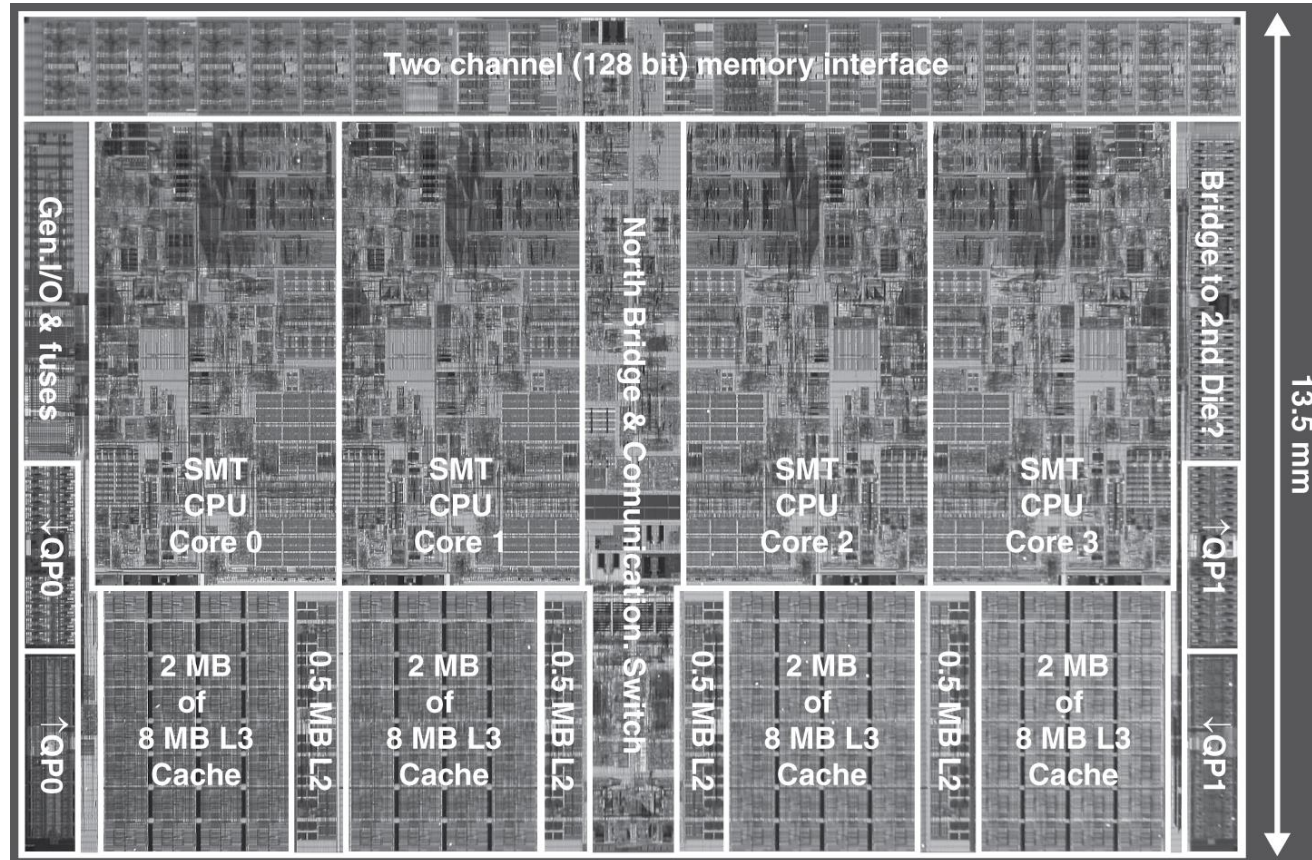 Two channel (128 bit) memory interface
Gen.I/O & fuses
SMT
CPU
Core 0
SMT
CPU
Core 1
North Bridge & Communication. Switch
SMT
CPU
Core 2
SMT
CPU
Core 3
Bridge to 2nd Die?
13.5 mm
↓QP0
↑QP1
↑QP0
2 MB
of
8 MB L3
Cache
0.5 MB L2
2 MB
of
8 MB L3
Cache
0.5 MB L2
0.5 MB L2
2 MB
of
8 MB L3
Cache
0.5 MB L2
2 MB
of
8 MB L3
Cache
↓QP1